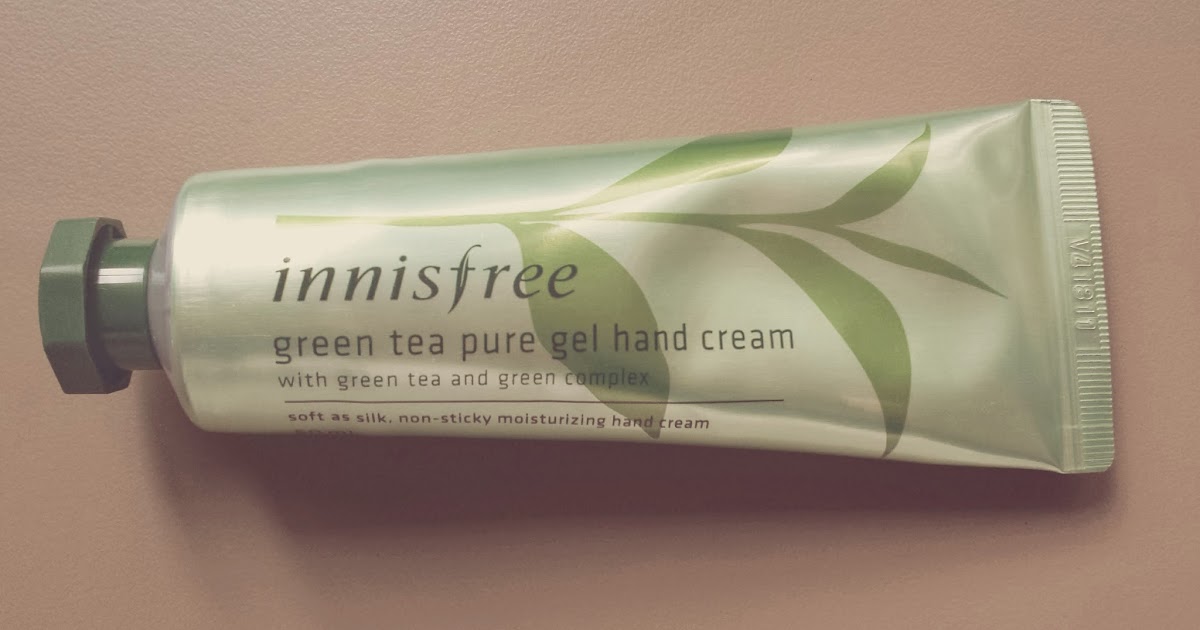 innisfree
green tea pure gel hand cream
with green tea and green complex
soft as silk, non-sticky moisturizing hand cream